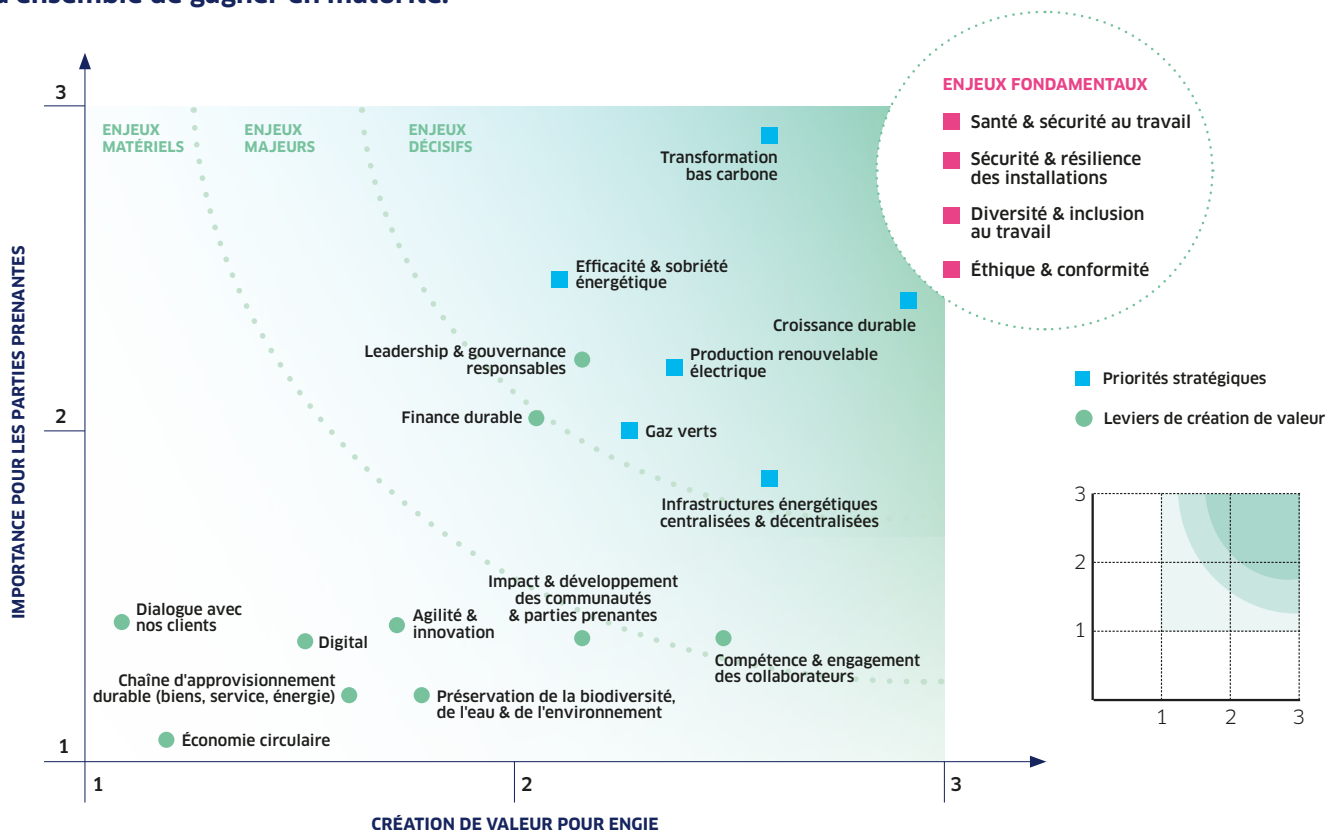 d'ensemble de gagner en maturité.
3
ENJEUX
MATÉRIELS
ENJEUX
MAJEURS
ENJEUX
DÉCISIFS
Transformation
bas carbone
ENJEUX FONDAMENTAUX
Santé & sécurité au travail
Sécurité & résilience
des installations
Diversité & inclusion
au travail
Éthique & conformité
IMPORTANCE POUR LES PARTIES PRENANTES
Efficacité & sobriété
énergétique
Croissance durable
Leadership & gouvernance
responsables
Production renouvelable
électrique
Finance durable
2
Gaz verts
Infrastructures énergétiques
centralisées & décentralisées
Impact & développement
des communautés
& parties prenantes
Dialogue avec
nos clients
Digital
Agilité &
innovation
Compétence & engagement
des collaborateurs
Chaîne d'approvisionnement
durable (biens, service, énergie)
Préservation de la biodiversité,
de l'eau & de l'environnement
Économie circulaire
1
1
2
3
CRÉATION DE VALEUR POUR ENGIE
Priorités stratégiques
Leviers de création de valeur
3
2
1
1
2
3